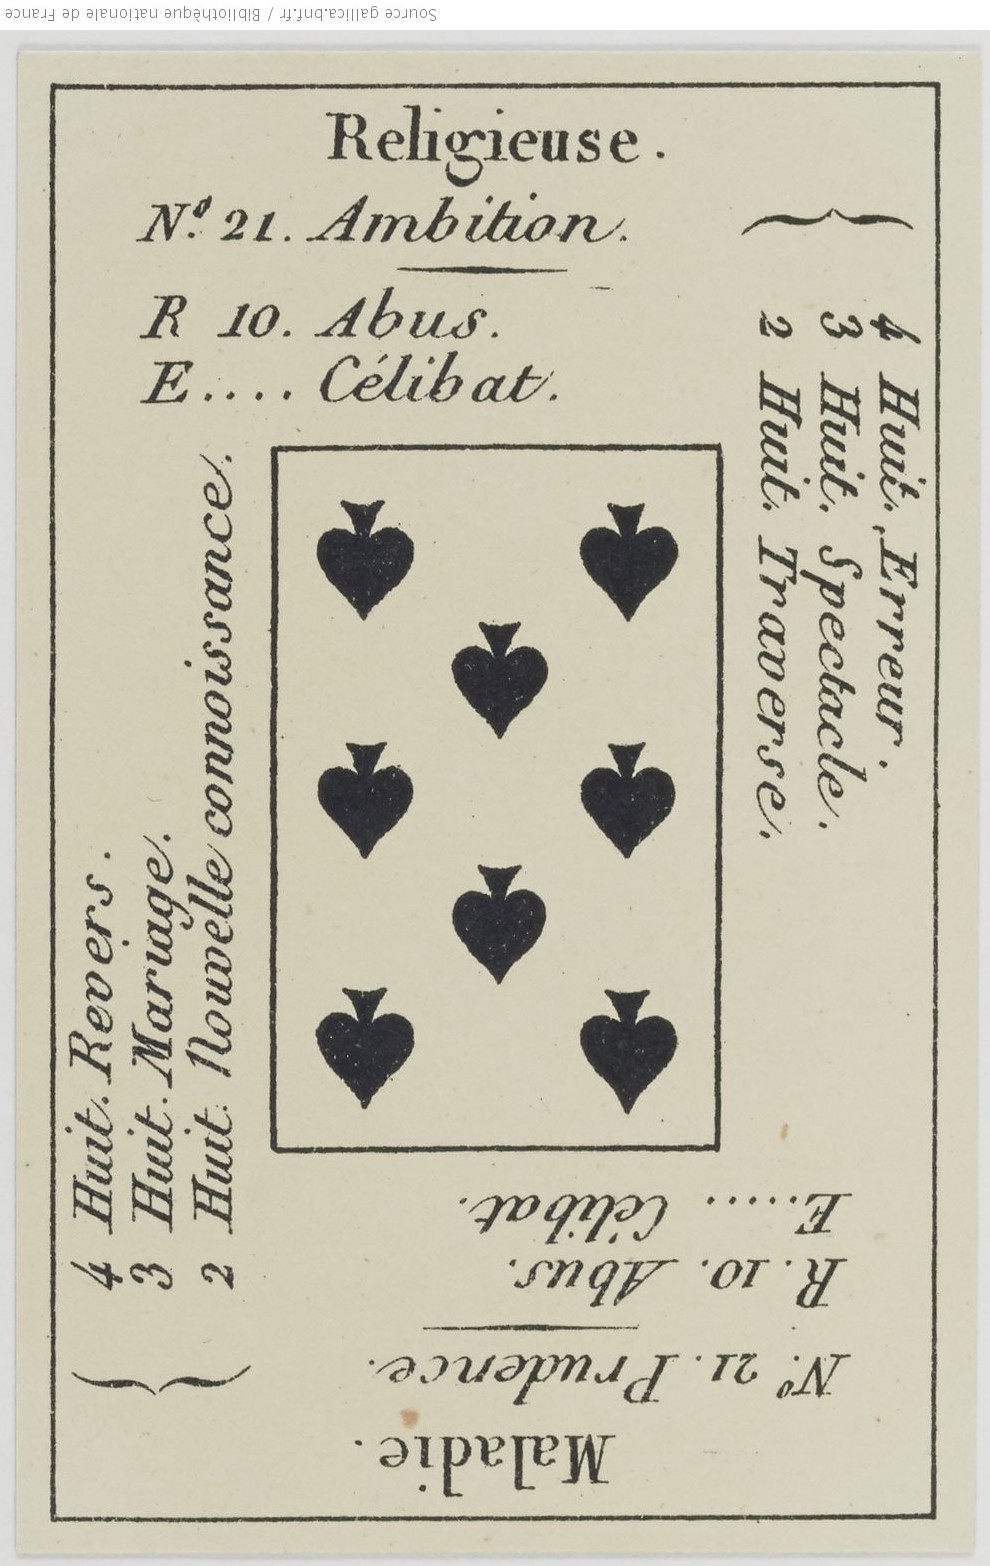 Source gallica.bnf.fr / Bibliothèque nationale de France
Religieuse.
Nº 21. Ambition.
R 10. Abus.
E.... Célibat.
4 Huit. Erreur.
3 Huit. Spectacle.
2 Huit. Traverse.
4 Huit. Revers.
3 Huit. Mariage.
2 Huit. Nouvelle connoissance.
Maladie.
Nº. 21. Prudence.
R. 10. Abus.
E..... Célibat.